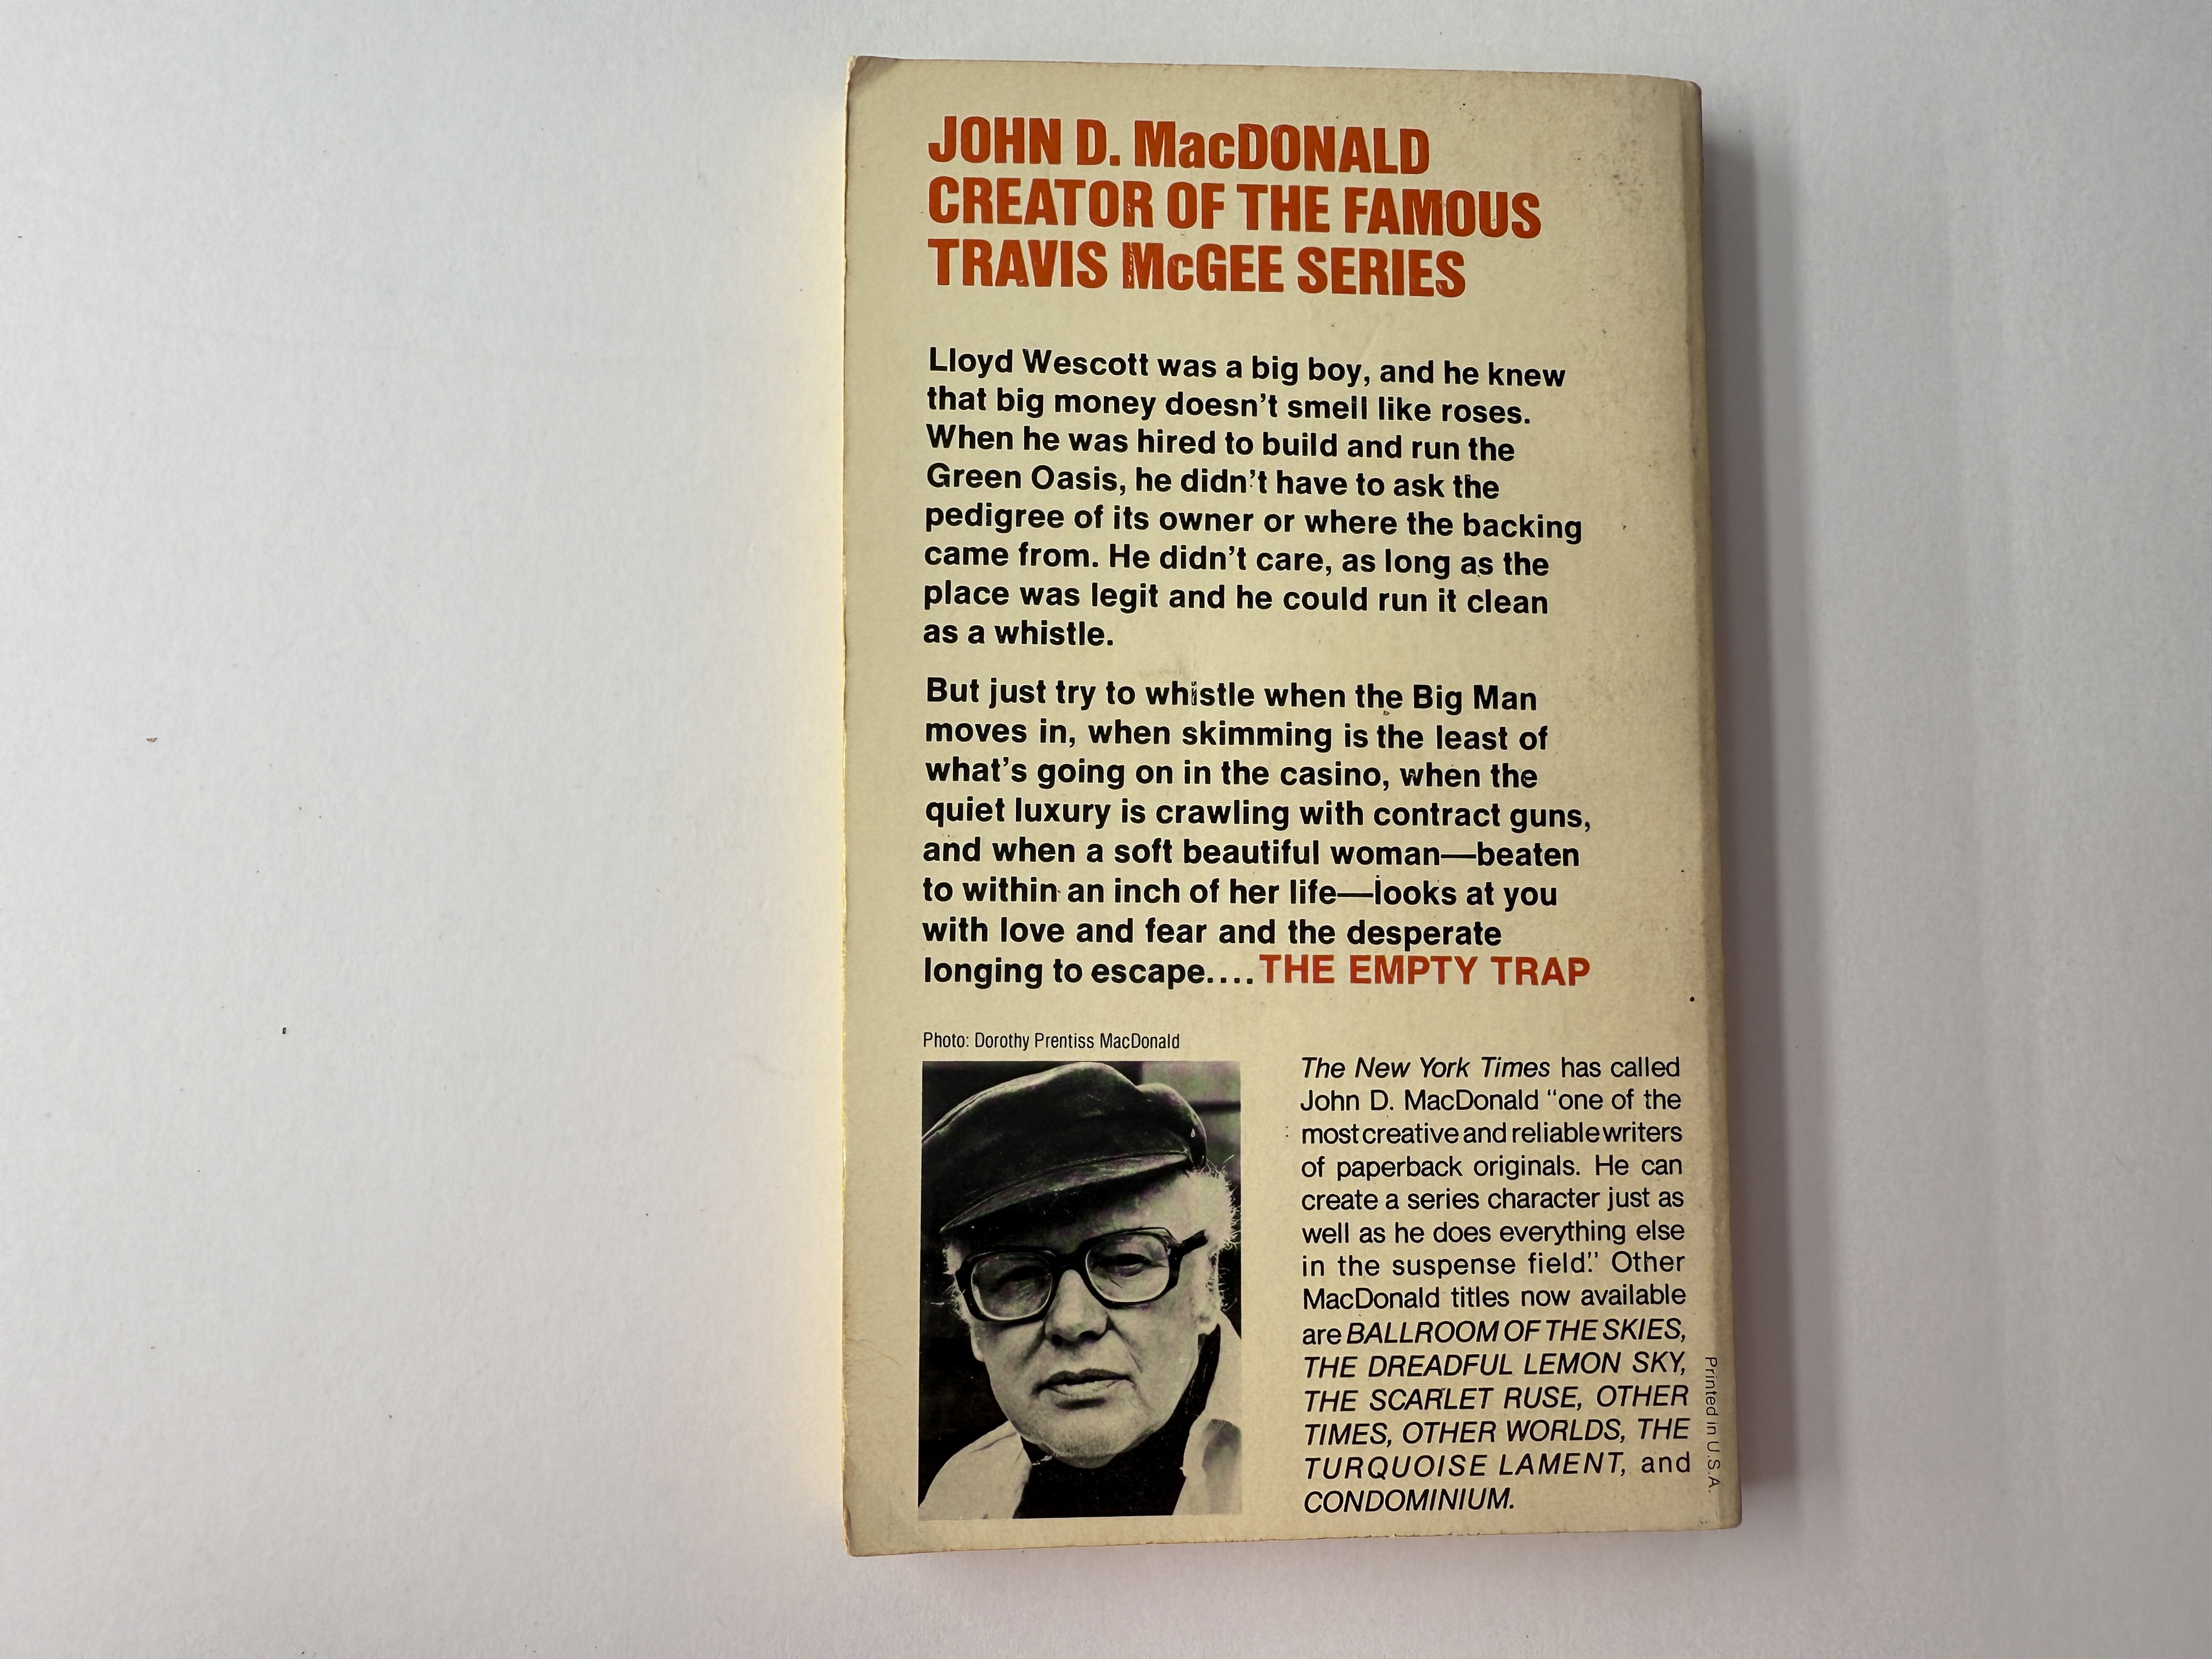 JOHN D. MacDONALD
CREATOR OF THE FAMOUS
TRAVIS McGEE SERIES
Lloyd Wescott was a big boy, and he knew
that big money doesn't smell like roses.
When he was hired to build and run the
Green Oasis, he didn't have to ask the
pedigree of its owner or where the backing
came from. He didn't care, as long as the
place was legit and he could run it clean
as a whistle.
But just try to whistle when the Big Man
moves in, when skimming is the least of
what's going on in the casino, when the
quiet luxury is crawling with contract guns,
and when a soft beautiful woman—beaten
to within an inch of her life—looks at you
with love and fear and the desperate
longing to escape....THE EMPTY TRAP
Photo: Dorothy Prentiss MacDonald
The New York Times has called
John D. MacDonald "one of the
most creative and reliable writers
of paperback originals. He can
create a series character just as
well as he does everything else
in the suspense field." Other
MacDonald titles now available
are BALLROOM OF THE SKIES,
THE DREADFUL LEMON SKY,
THE SCARLET RUSE, OTHER
TIMES, OTHER WORLDS, THE
TURQUOISE LAMENT, and
CONDOMINIUM.
Printed in U.S.A.